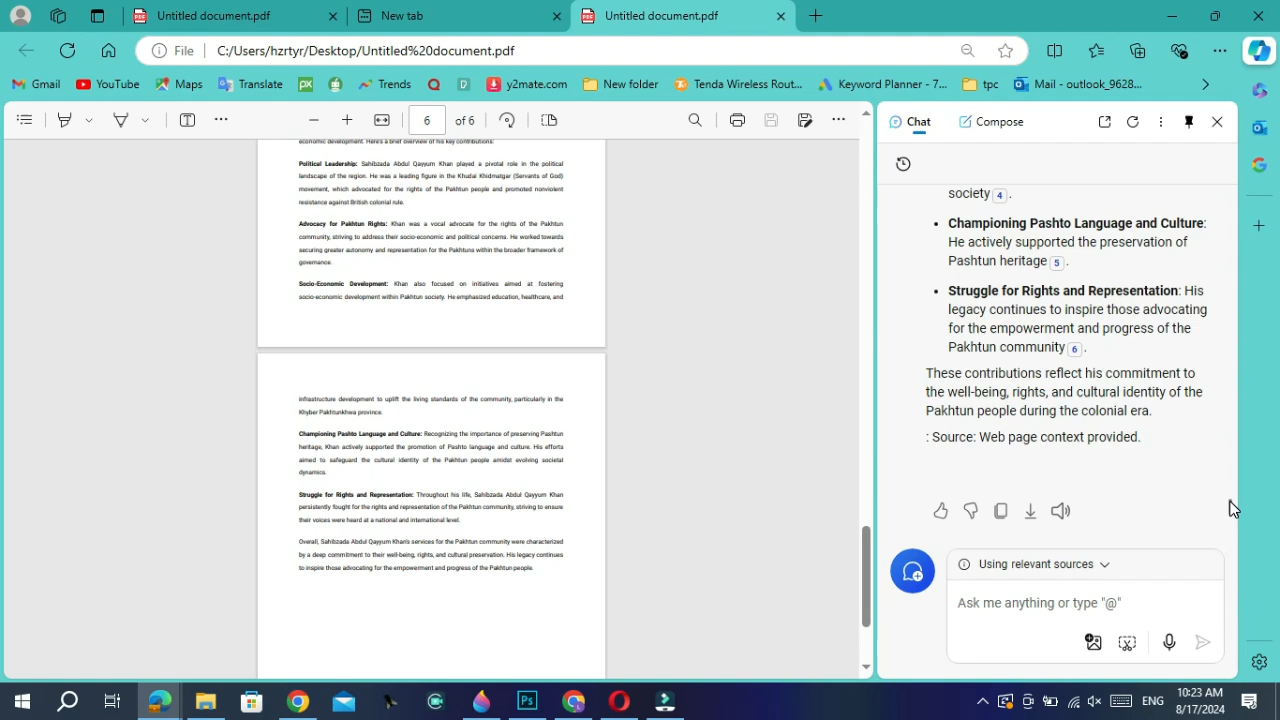 Untitled document.pdf
New tab
Untitled document.pdf
File
C:/Users/hzrtyr/Desktop/Untitled%20document.pdf
Gmail
YouTube
Maps
Translate
px
Trends
y2mate.com
New folder
Tenda Wireless Rout...
Keyword Planner - 7...
tpc
Mail - outlook_5628...
6
of 6
Chat
Compose
economic development. Here's a brief overview of his key contributions:
Political Leadership: Sahibzada Abdul Qayyum Khan played a pivotal role in the political
landscape of the region. He was a leading figure in the Khudai Khidmatgar (Servants of God)
movement, which advocated for the rights of the Pakhtun people and promoted nonviolent
resistance against British colonial rule.
Advocacy for Pakhtun Rights: Khan was a vocal advocate for the rights of the Pakhtun
community, striving to address their socio-economic and political concerns. He worked towards
securing greater autonomy and representation for the Pakhtuns within the broader framework of
governance.
Socio-Economic Development: Khan also focused on initiatives aimed at fostering
socio-economic development within Pakhtun society. He emphasized education, healthcare, and
infrastructure development to uplift the living standards of the community, particularly in the
Khyber Pakhtunkhwa province.
Championing Pashto Language and Culture: Recognizing the importance of preserving Pashtun
heritage, Khan actively supported the promotion of Pashto language and culture. His efforts
aimed to safeguard the cultural identity of the Pakhtun people amidst evolving societal
dynamics.
Struggle for Rights and Representation: Throughout his life, Sahibzada Abdul Qayyum Khan
persistently fought for the rights and representation of the Pakhtun community, striving to ensure
their voices were heard at a national and international level.
Overall, Sahibzada Abdul Qayyum Khan's services for the Pakhtun community were characterized
by a deep commitment to their well-being, rights, and cultural preservation. His legacy continues
to inspire those advocating for the empowerment and progress of the Pakhtun people.
4
Pashto Language and Culture:
He actively worked to preserve
Pashtun heritage 5 .
Struggle for Representation: His
legacy continues to inspire those advocating
for the empowerment and progress of the
Pakhtun community 6 .
These contributions reflect his commitment to
the well-being, rights, and cultural identity of the
Pakhtun people during the colonial era.
: Source: Web page context
Using relevant sources
Ask me anything or type "@"
Ps
ENG
8:23 AM
8/17/2024